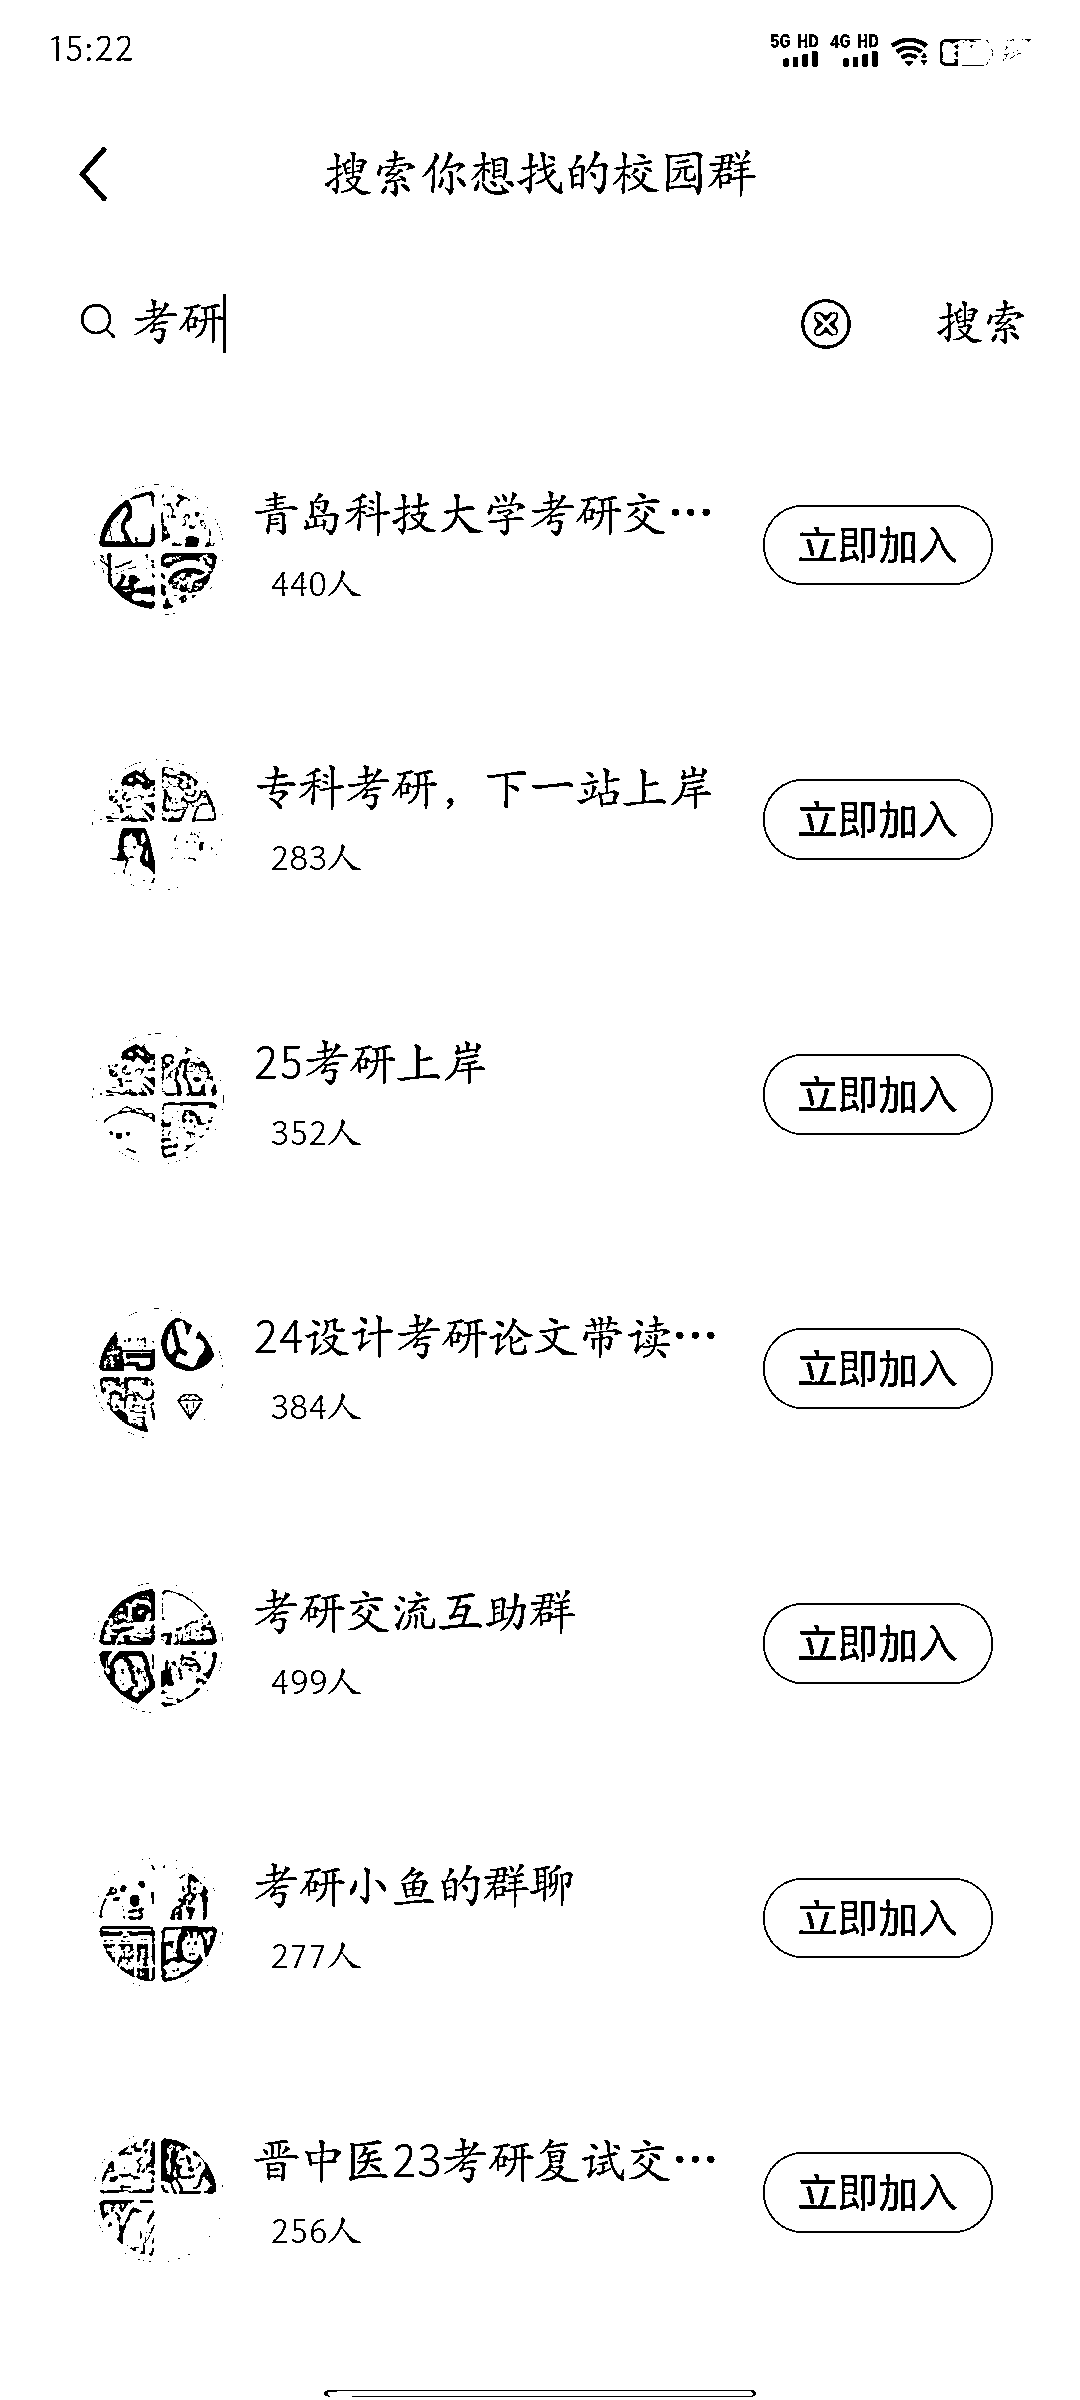 15:22
5G HD 4G HD
搜索你想找的校园群
考研
搜索
青岛科技大学考研交…
440人
立即加入
专科考研，下一站上岸
283人
立即加入
25考研上岸
352人
立即加入
24设计考研论文带读…
384人
立即加入
考研交流互助群
499人
立即加入
考研小鱼的群聊
277人
立即加入
晋中医23考研复试交…
256人
立即加入